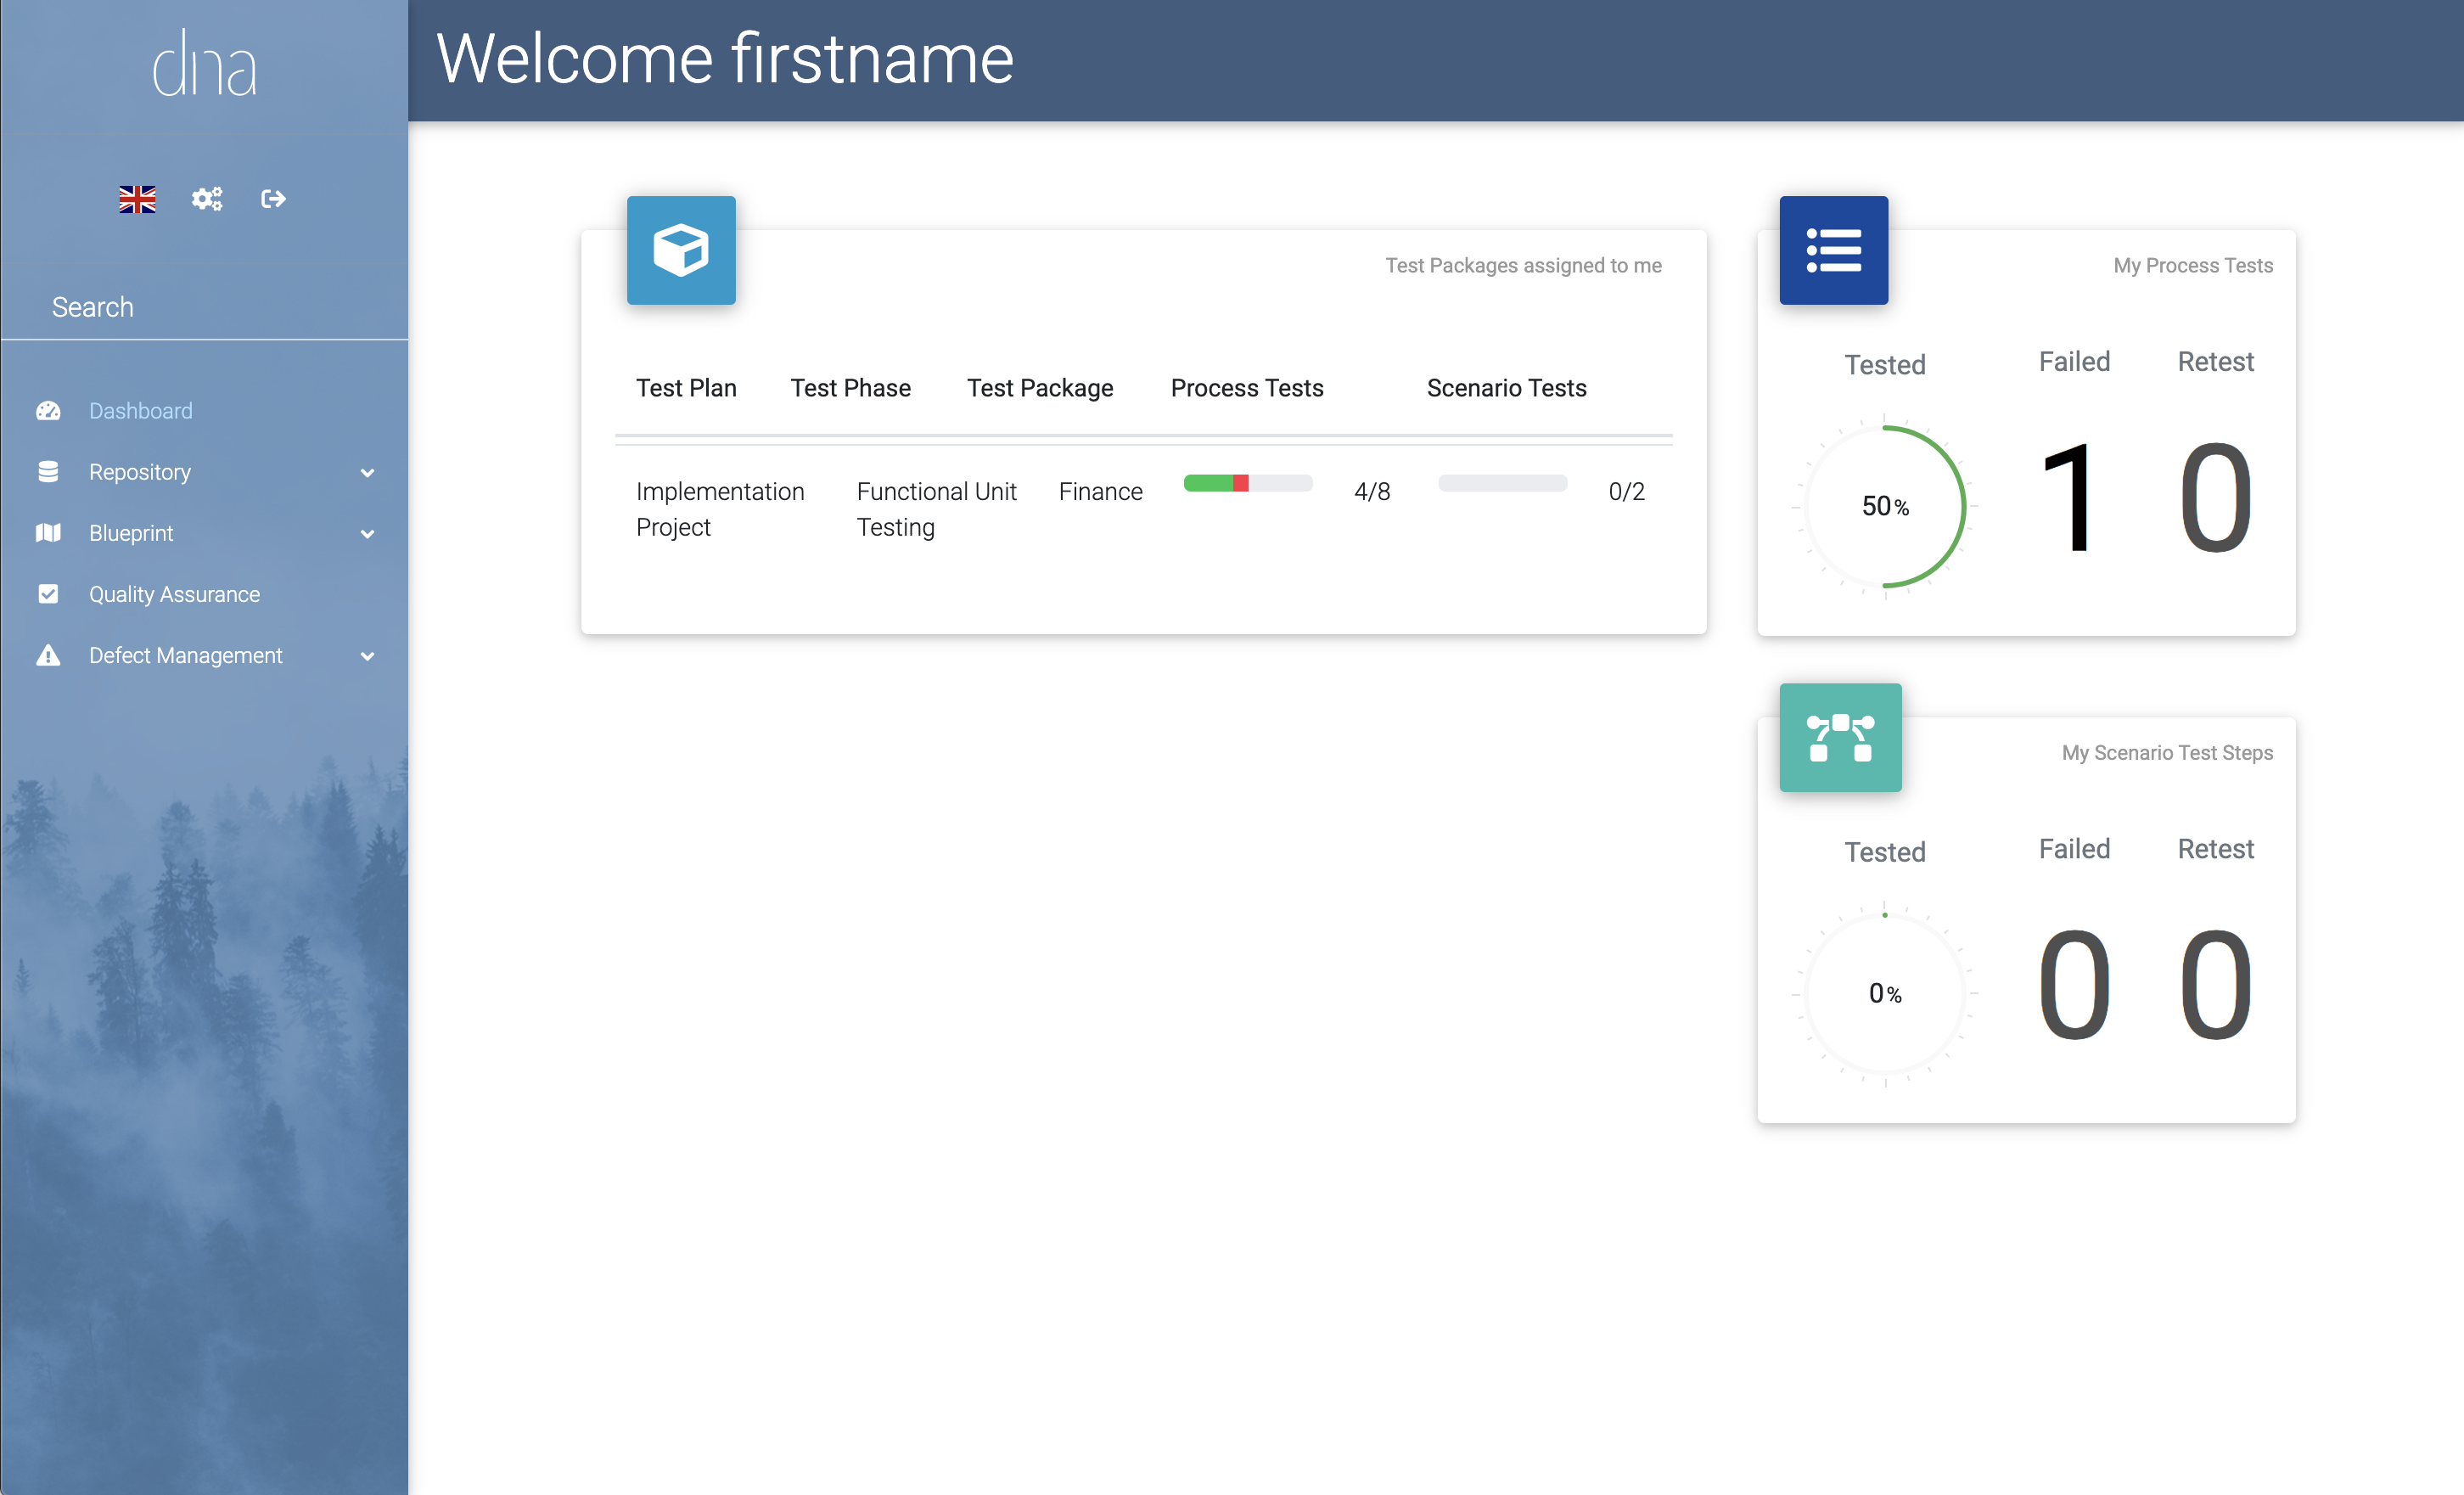 dna
Search
Dashboard
Repository
Blueprint
Quality Assurance
Defect Management
Welcome firstname
Test Packages assigned to me
Test Plan Test Phase Test Package Process Tests Scenario Tests
Implementation Functional Unit Finance 4/8 0/2
Project Testing
My Process Tests
Tested Failed Retest
50% 1 0
My Scenario Test Steps
Tested Failed Retest
0% 0 0